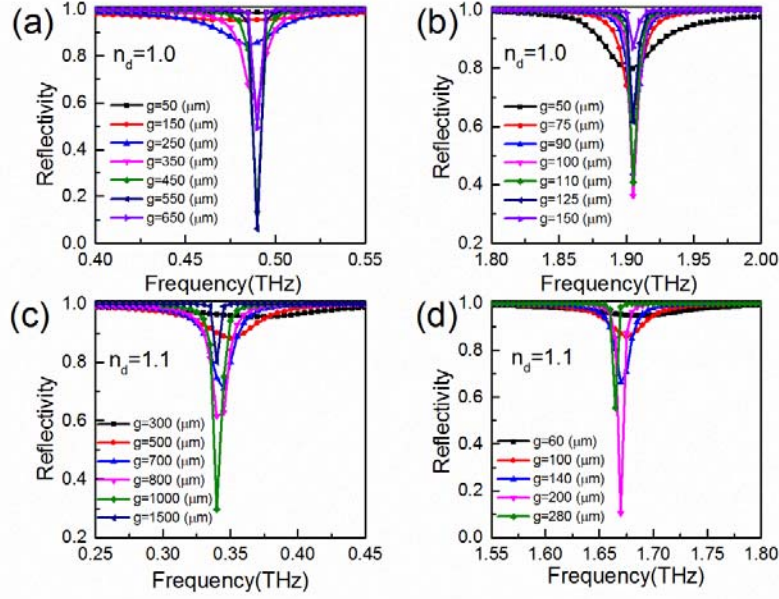 (a)
n_d=1.0
g=50 (μm)
g=150 (μm)
g=250 (μm)
g=350 (μm)
g=450 (μm)
g=550 (μm)
g=650 (μm)
Reflectivity
1.0
0.8
0.6
0.4
0.2
0.0
0.40 0.45 0.50 0.55
Frequency(THz)
(b)
n_d=1.0
g=50 (μm)
g=75 (μm)
g=90 (μm)
g=100 (μm)
g=110 (μm)
g=125 (μm)
g=150 (μm)
Reflectivity
1.0
0.8
0.6
0.4
0.2
1.80 1.85 1.90 1.95 2.00
Frequency(THz)
(c)
n_d=1.1
g=300 (μm)
g=500 (μm)
g=700 (μm)
g=800 (μm)
g=1000 (μm)
g=1500 (μm)
Reflectivity
1.0
0.8
0.6
0.4
0.2
0.25 0.30 0.35 0.40 0.45
Frequency(THz)
(d)
n_d=1.1
g=60 (μm)
g=100 (μm)
g=140 (μm)
g=200 (μm)
g=280 (μm)
Reflectivity
1.0
0.8
0.6
0.4
0.2
0.0
1.55 1.60 1.65 1.70 1.75 1.80
Frequency(THz)